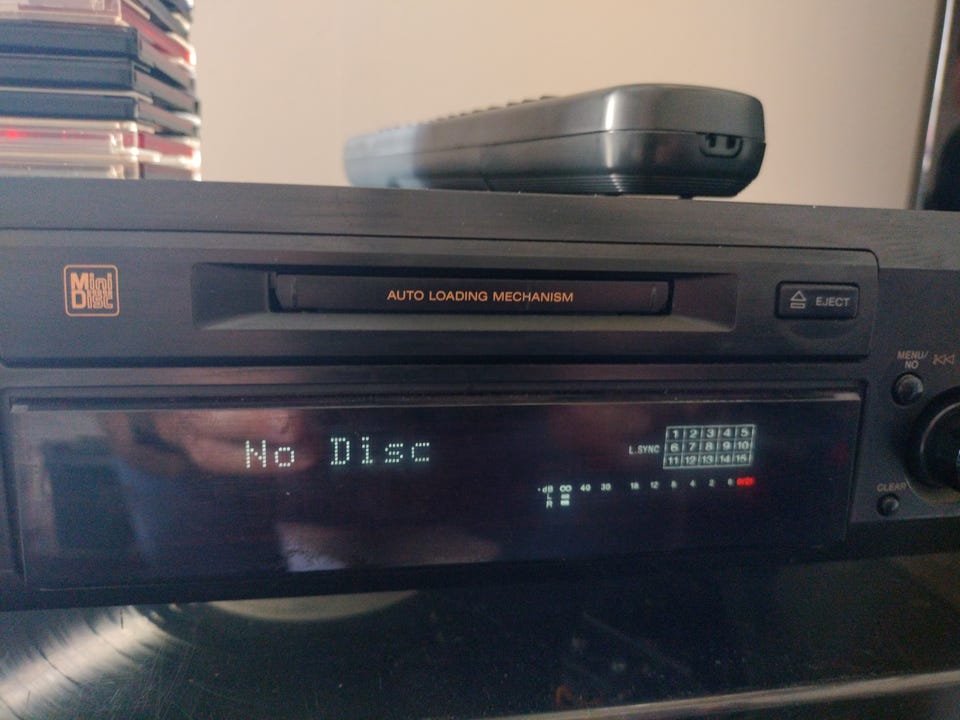 Mini
Disc
AUTO LOADING MECHANISM
EJECT
MENU/
NO
No Disc
L.SYNC
1 2 3 4 5
6 7 8 9 10
11 12 13 14 15
-dB ∞ 40 30 18 12 8 4 2 0 OVER
L
R
CLEAR